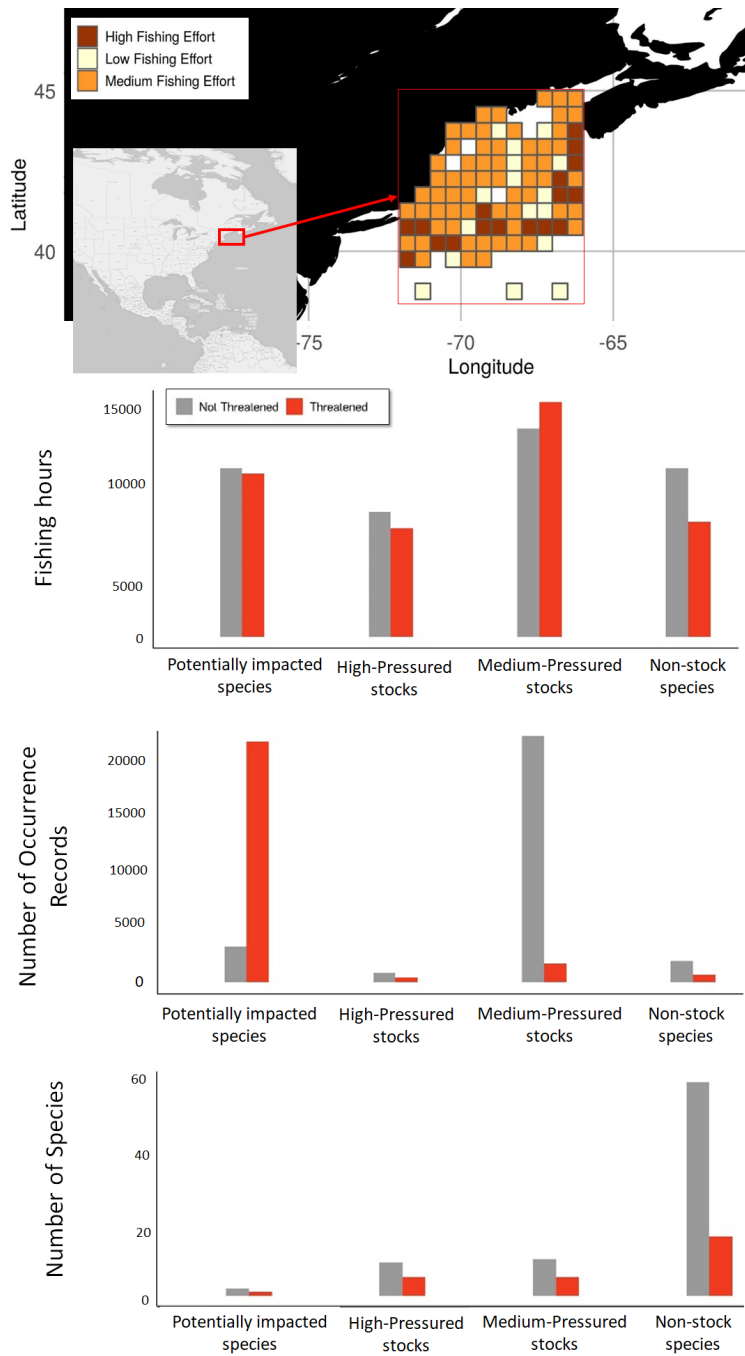 High Fishing Effort
Low Fishing Effort
Medium Fishing Effort
45
40
Latitude
-75
-70
-65
Longitude
Not Threatened
Threatened
15000
10000
5000
0
Fishing hours
Potentially impacted
species
High-Pressured
stocks
Medium-Pressured
stocks
Non-stock
species
20000
15000
10000
5000
0
Number of Occurrence
Records
Potentially impacted
species
High-Pressured
stocks
Medium-Pressured
stocks
Non-stock
species
60
40
20
0
Number of Species
Potentially impacted
species
High-Pressured
stocks
Medium-Pressured
stocks
Non-stock
species